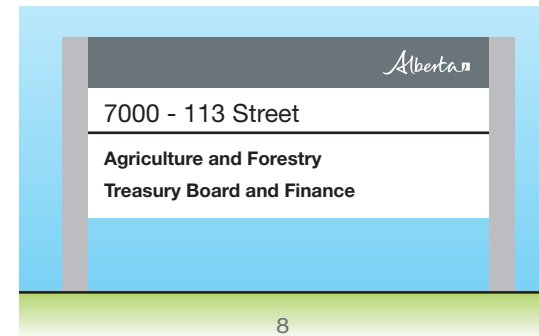 Alberta
7000 - 113 Street
Agriculture and Forestry
Treasury Board and Finance
8